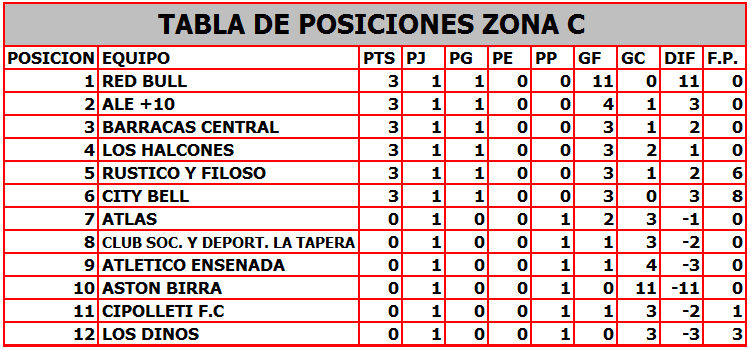 TABLA DE POSICIONES ZONA C
POSICION EQUIPO PTS PJ PG PE PP GF GC DIF F.P.
1 RED BULL 3 1 1 0 0 11 0 11 0
2 ALE +10 3 1 1 0 0 4 1 3 0
3 BARRACAS CENTRAL 3 1 1 0 0 3 1 2 0
4 LOS HALCONES 3 1 1 0 0 3 2 1 0
5 RUSTICO Y FILOSO 3 1 1 0 0 3 1 2 6
6 CITY BELL 3 1 1 0 0 3 0 3 8
7 ATLAS 0 1 0 0 1 2 3 -1 0
8 CLUB SOC. Y DEPORT. LA TAPERA 0 1 0 0 1 1 3 -2 0
9 ATLETICO ENSENADA 0 1 0 0 1 1 4 -3 0
10 ASTON BIRRA 0 1 0 0 1 0 11 -11 0
11 CIPOLLETI F.C 0 1 0 0 1 1 3 -2 1
12 LOS DINOS 0 1 0 0 1 0 3 -3 3